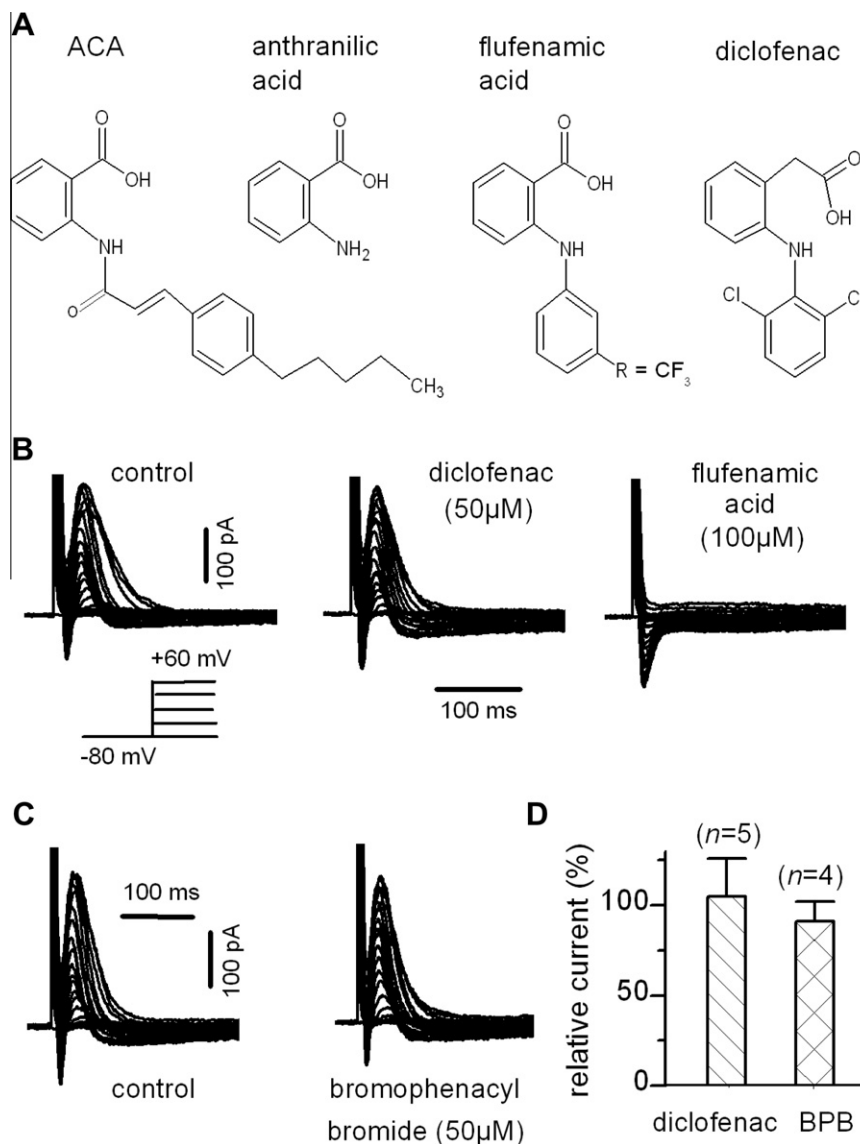 A
ACA
anthranilic
acid
flufenamic
acid
diclofenac
O
OH
NH
O
CH3
O
OH
NH2
O
OH
NH
R = CF3
O
OH
NH
Cl
C
B
control
100 pA
+60 mV
-80 mV
diclofenac
(50µM)
100 ms
flufenamic
acid
(100µM)
C
100 ms
100 pA
control
bromophenacyl
bromide (50µM)
D
relative current (%)
100
50
0
(n=5)
(n=4)
diclofenac
BPB